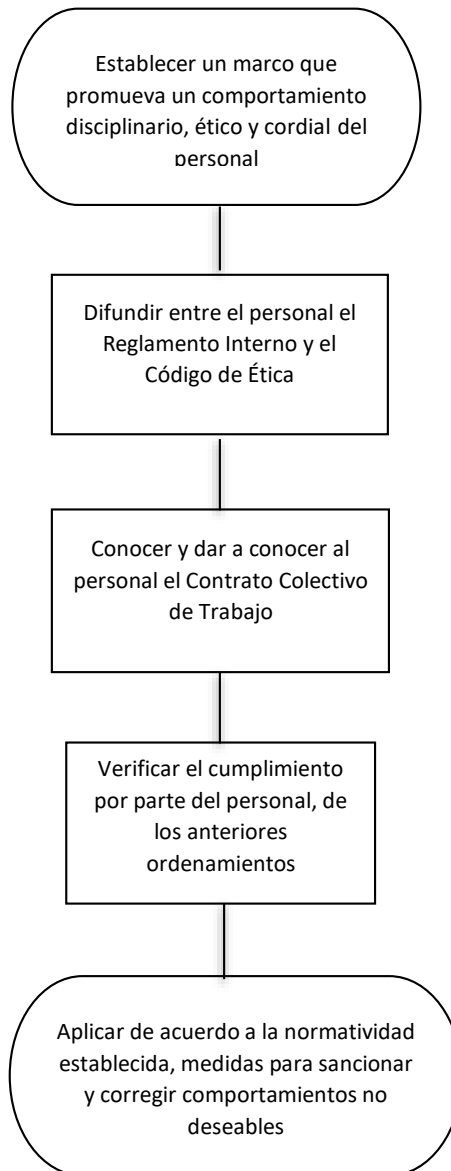 Establecer un marco que
promueva un comportamiento
disciplinario, ético y cordial del
personal
Difundir entre el personal el
Reglamento Interno y el
Código de Ética
Conocer y dar a conocer al
personal el Contrato Colectivo
de Trabajo
Verificar el cumplimiento
por parte del personal, de
los anteriores
ordenamientos
Aplicar de acuerdo a la normatividad
establecida, medidas para sancionar
y corregir comportamientos no
deseables